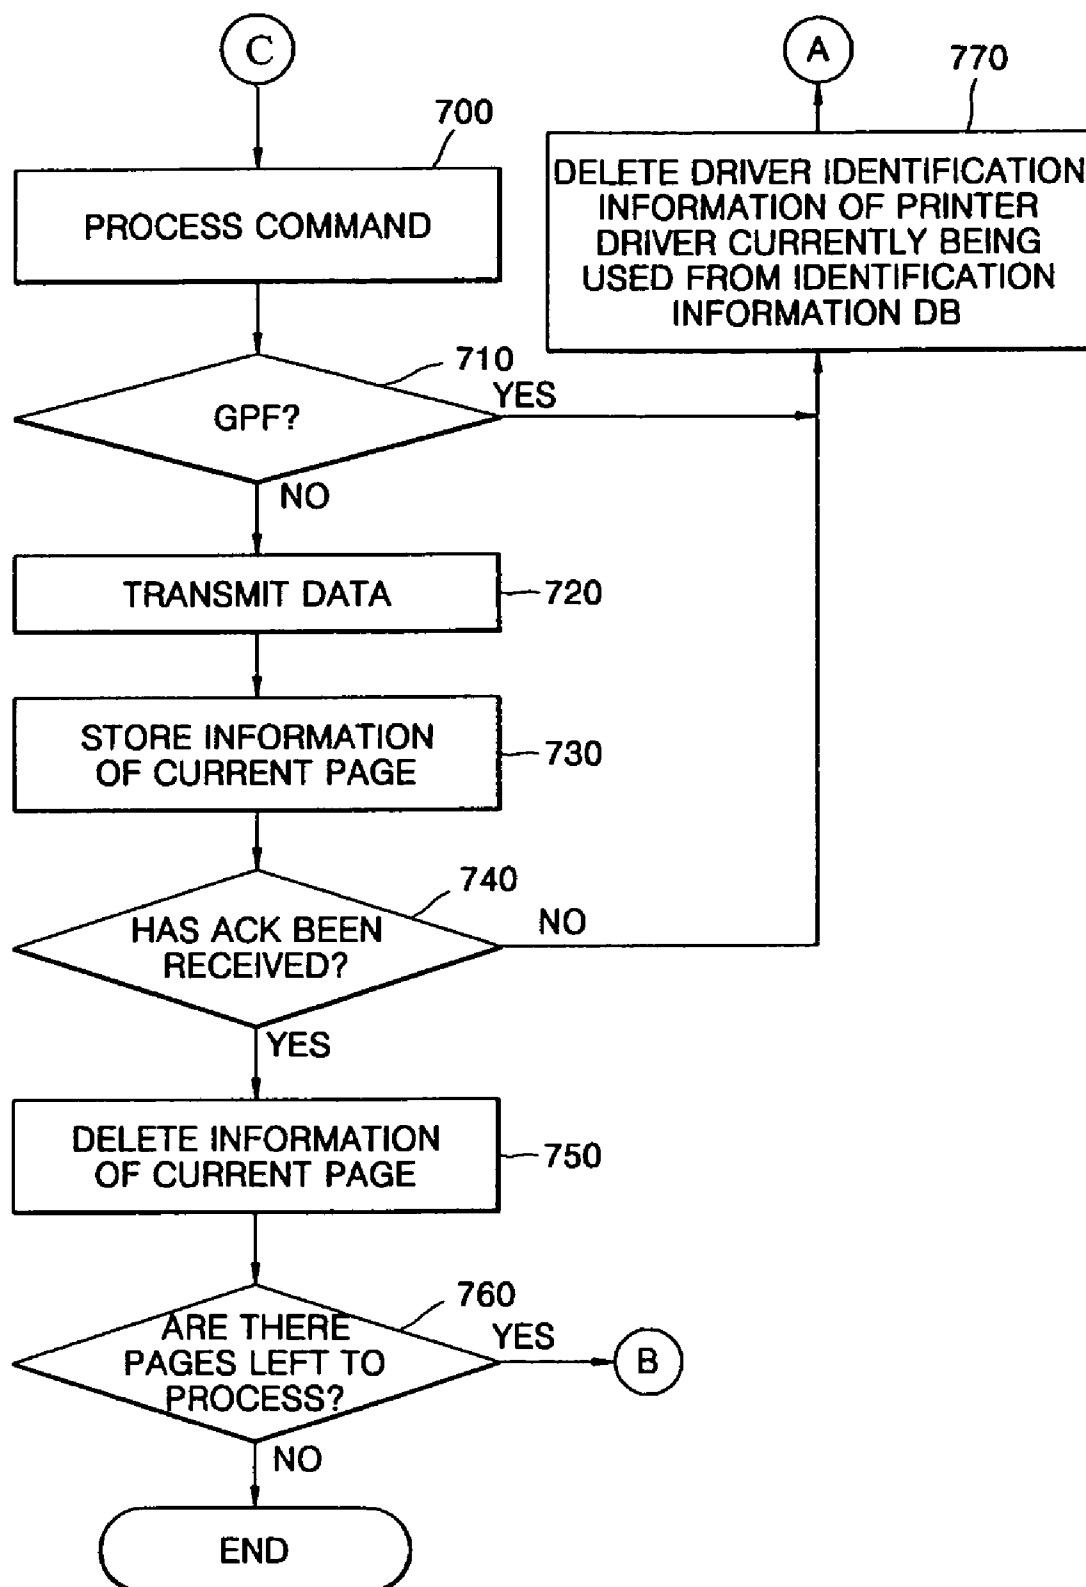 C
700
PROCESS COMMAND
710
GPF?
YES
NO
TRANSMIT DATA
720
STORE INFORMATION
OF CURRENT PAGE
730
740
HAS ACK BEEN
RECEIVED?
NO
YES
DELETE INFORMATION
OF CURRENT PAGE
750
760
ARE THERE
PAGES LEFT TO
PROCESS?
YES
B
NO
END
A
770
DELETE DRIVER IDENTIFICATION
INFORMATION OF PRINTER
DRIVER CURRENTLY BEING
USED FROM IDENTIFICATION
INFORMATION DB